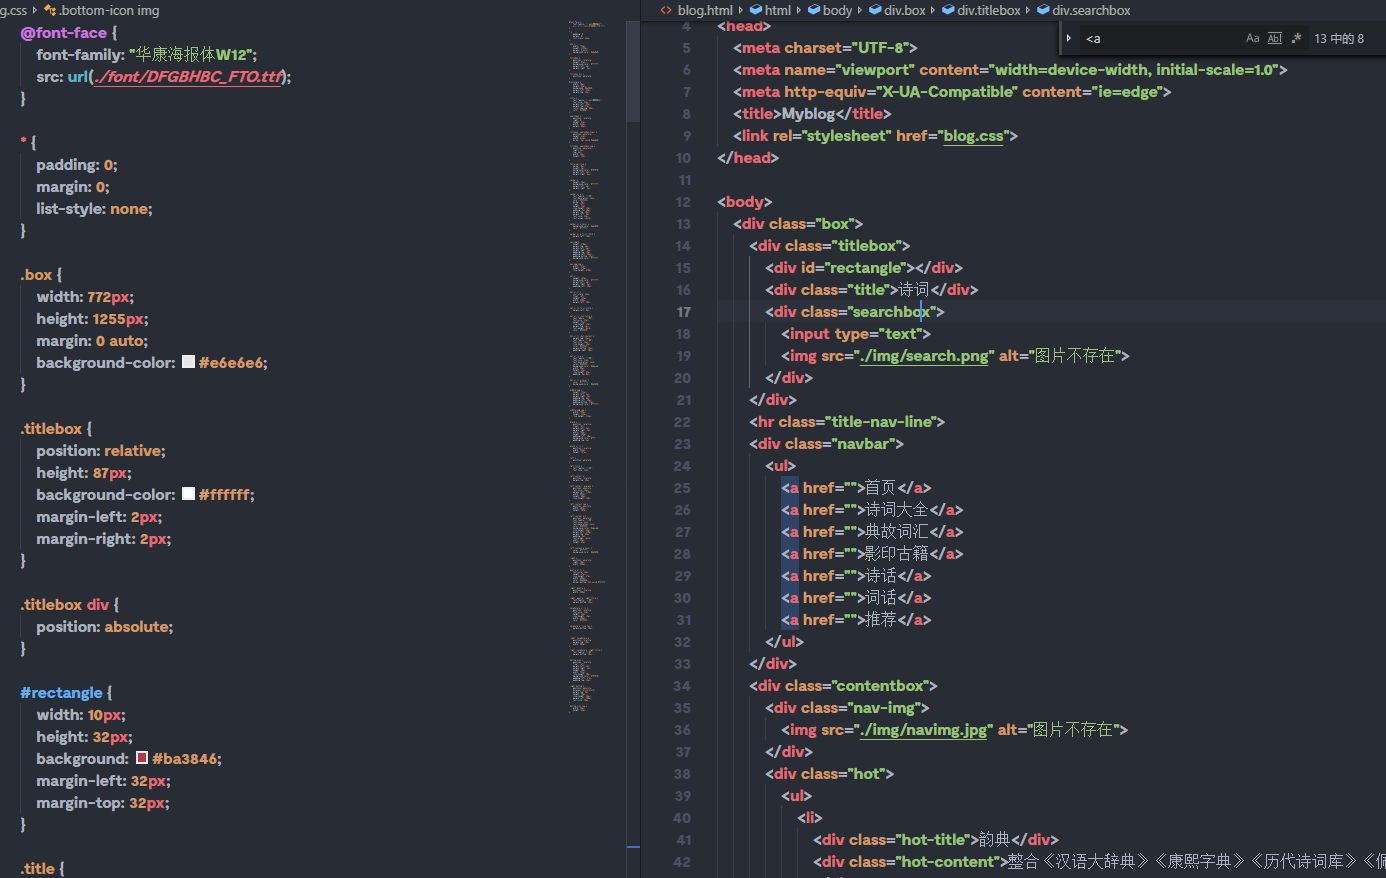 g.css › .bottom-icon img
@font-face {
font-family: "华康海报体W12";
src: url(./font/DFGBHBC_FTO.ttf);
}
* {
padding: 0;
margin: 0;
list-style: none;
}
.box {
width: 772px;
height: 1255px;
margin: 0 auto;
background-color: #e6e6e6;
}
.titlebox {
position: relative;
height: 87px;
background-color: #ffffff;
margin-left: 2px;
margin-right: 2px;
}
.titlebox div {
position: absolute;
}
#rectangle {
width: 10px;
height: 32px;
background: #ba3846;
margin-left: 32px;
margin-top: 32px;
}
.title {
blog.html › html › body › div.box › div.titlebox › div.searchbox
<a Aa Abl .* 13 中的 8
4 <head>
5 <meta charset="UTF-8">
6 <meta name="viewport" content="width=device-width, initial-scale=1.0">
7 <meta http-equiv="X-UA-Compatible" content="ie=edge">
8 <title>Myblog</title>
9 <link rel="stylesheet" href="blog.css">
10 </head>
11
12 <body>
13 <div class="box">
14 <div class="titlebox">
15 <div id="rectangle"></div>
16 <div class="title">诗词</div>
17 <div class="searchbox">
18 <input type="text">
19 <img src="./img/search.png" alt="图片不存在">
20 </div>
21 </div>
22 <hr class="title-nav-line">
23 <div class="navbar">
24 <ul>
25 <a href="">首页</a>
26 <a href="">诗词大全</a>
27 <a href="">典故词汇</a>
28 <a href="">影印古籍</a>
29 <a href="">诗话</a>
30 <a href="">词话</a>
31 <a href="">推荐</a>
32 </ul>
33 </div>
34 <div class="contentbox">
35 <div class="nav-img">
36 <img src="./img/navimg.jpg" alt="图片不存在">
37 </div>
38 <div class="hot">
39 <ul>
40 <li>
41 <div class="hot-title">韵典</div>
42 <div class="hot-content">整合《汉语大辞典》《康熙字典》《历代诗词库》《佩